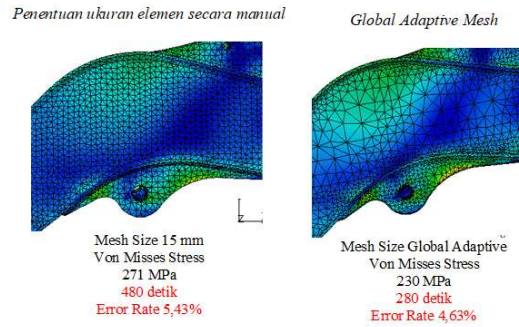 Penentuan ukuran elemen secara manual
Global Adaptive Mesh
Z
Mesh Size 15 mm
Von Misses Stress
271 MPa
480 detik
Error Rate 5,43%
Mesh Size Global Adaptive
Von Misses Stress
230 MPa
280 detik
Error Rate 4,63%